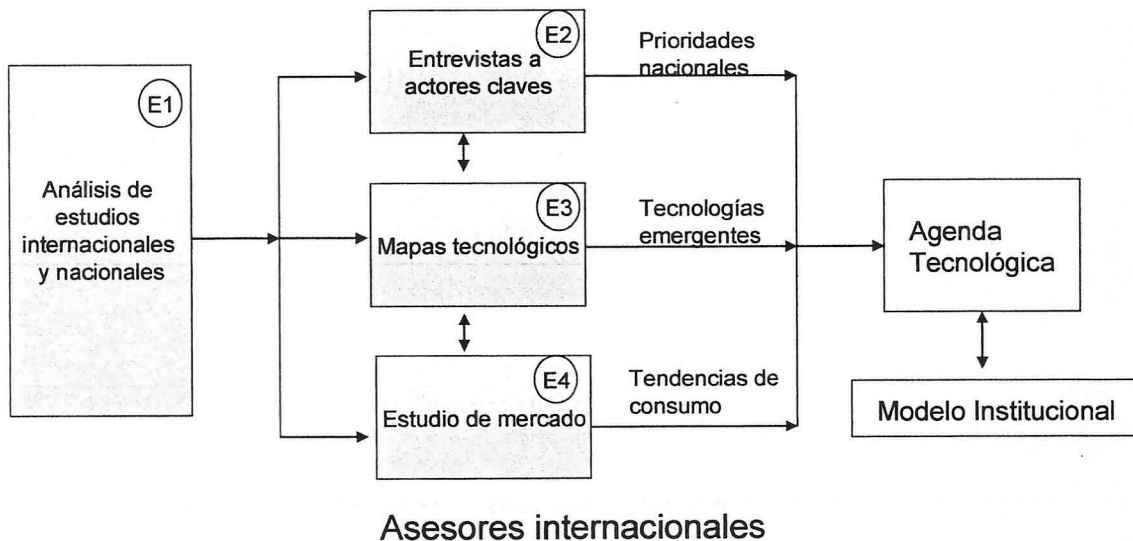 E1
Análisis de
estudios
internacionales
y nacionales
E2
Entrevistas a
actores claves
Prioridades
nacionales
E3
Mapas tecnológicos
Tecnologías
emergentes
E4
Estudio de mercado
Tendencias de
consumo
Agenda
Tecnológica
Modelo Institucional
Asesores internacionales